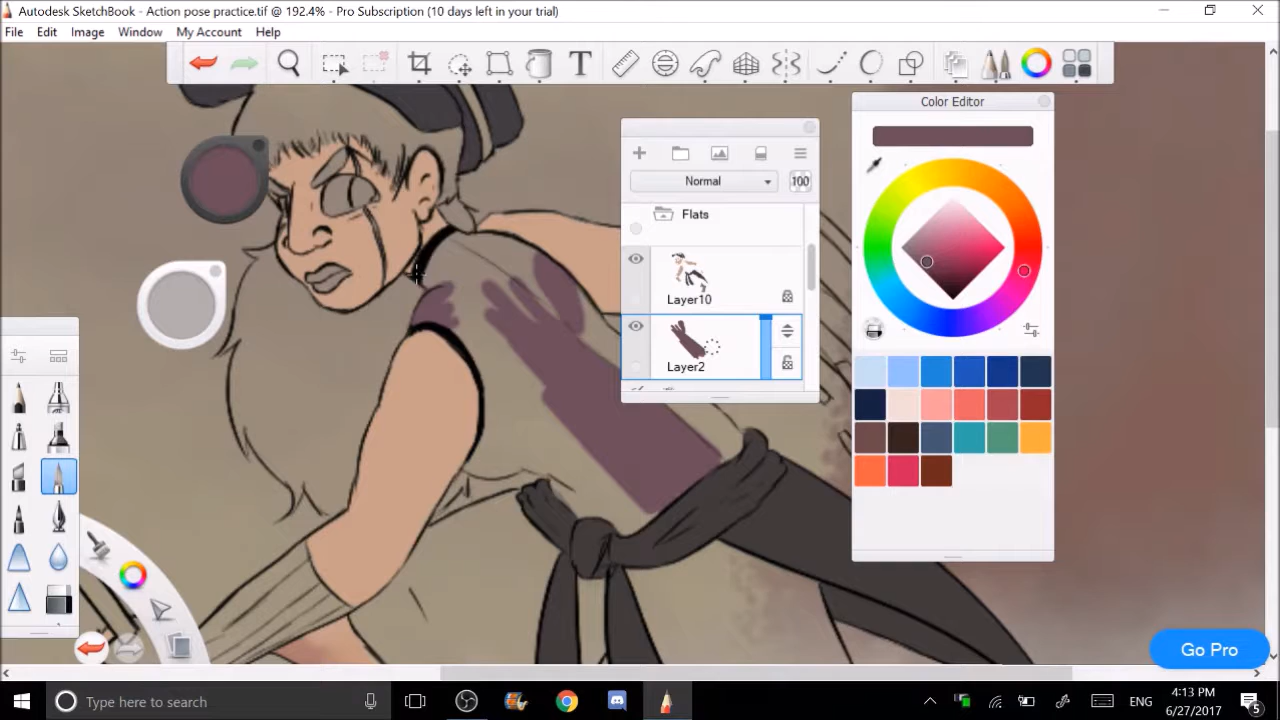 Autodesk SketchBook - Action pose practice.tif @ 192.4% - Pro Subscription (10 days left in your trial)
File Edit Image Window My Account Help
T
Color Editor
Normal 100
Flats
Layer10
Layer2
Go Pro
Type here to search
ENG
4:13 PM
6/27/2017
5